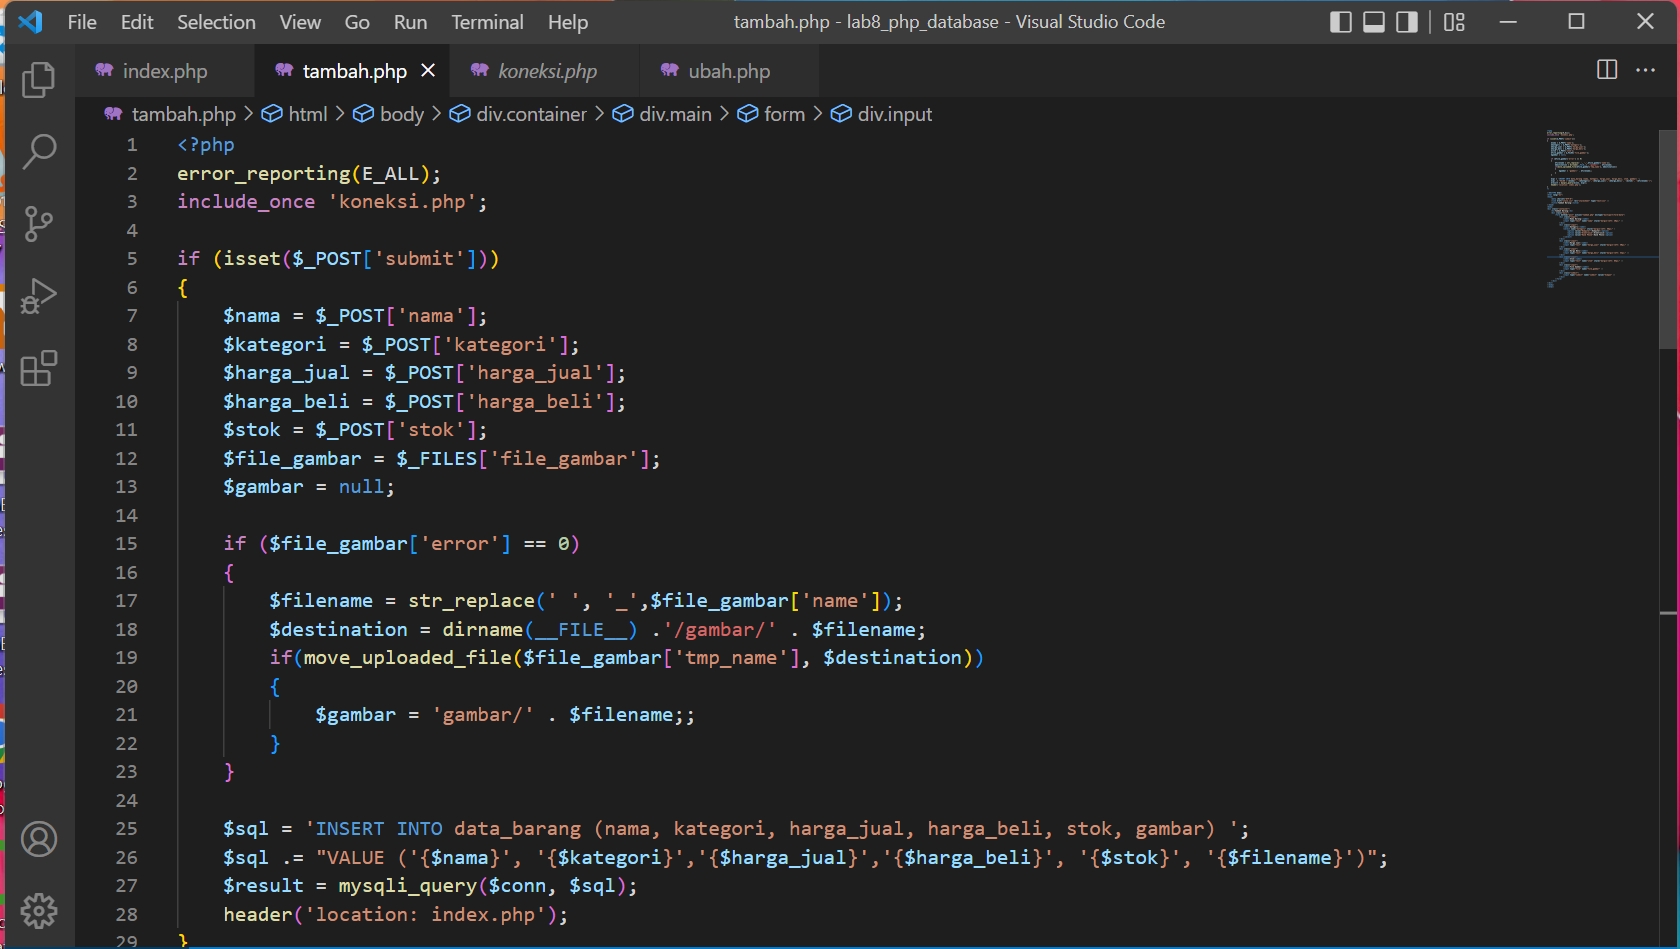 File Edit Selection View Go Run Terminal Help tambah.php - lab8_php_database - Visual Studio Code
index.php tambah.php koneksi.php ubah.php
tambah.php > html > body > div.container > div.main > form > div.input
1 <?php
2 error_reporting(E_ALL);
3 include_once 'koneksi.php';
4
5 if (isset($_POST['submit']))
6 {
7 $nama = $_POST['nama'];
8 $kategori = $_POST['kategori'];
9 $harga_jual = $_POST['harga_jual'];
10 $harga_beli = $_POST['harga_beli'];
11 $stok = $_POST['stok'];
12 $file_gambar = $_FILES['file_gambar'];
13 $gambar = null;
14
15 if ($file_gambar['error'] == 0)
16 {
17 $filename = str_replace(' ', '_',$file_gambar['name']);
18 $destination = dirname(__FILE__) .'/gambar/' . $filename;
19 if(move_uploaded_file($file_gambar['tmp_name'], $destination))
20 {
21 $gambar = 'gambar/' . $filename;;
22 }
23 }
24
25 $sql = 'INSERT INTO data_barang (nama, kategori, harga_jual, harga_beli, stok, gambar) ';
26 $sql .= "VALUE ('{$nama}', '{$kategori}','{$harga_jual}','{$harga_beli}', '{$stok}', '{$filename}')";
27 $result = mysqli_query($conn, $sql);
28 header('location: index.php');
29 }